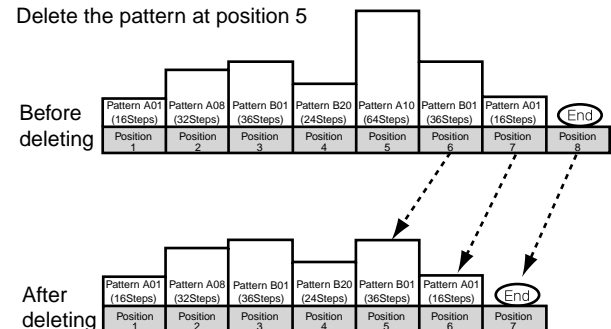 Delete the pattern at position 5
Before
deleting
Pattern A01
(16Steps)
Position
1
Pattern A08
(32Steps)
Position
2
Pattern B01
(36Steps)
Position
3
Pattern B20
(24Steps)
Position
4
Pattern A10
(64Steps)
Position
5
Pattern B01
(36Steps)
Position
6
Pattern A01
(16Steps)
Position
7
End
Position
8
After
deleting
Pattern A01
(16Steps)
Position
1
Pattern A08
(32Steps)
Position
2
Pattern B01
(36Steps)
Position
3
Pattern B20
(24Steps)
Position
4
Pattern B01
(36Steps)
Position
5
Pattern A01
(16Steps)
Position
6
End
Position
7